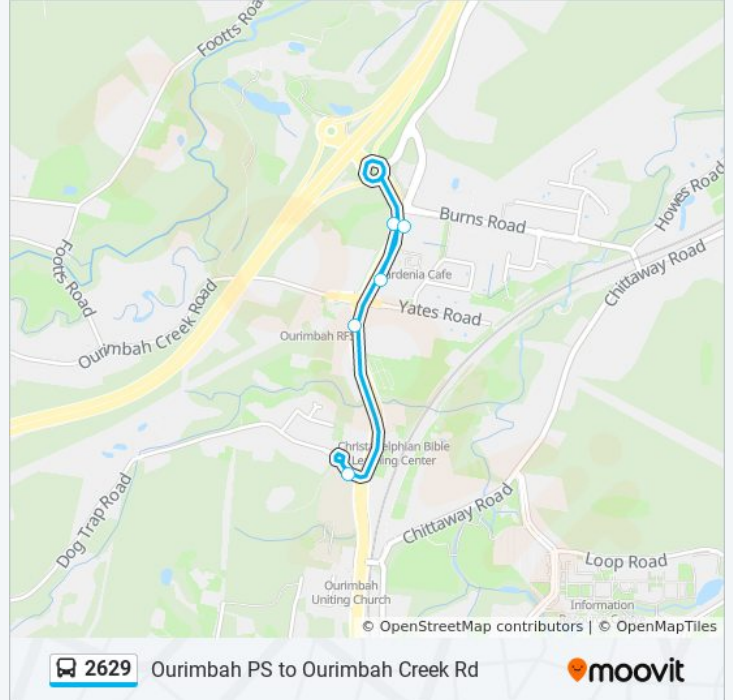 Footts Road
Howes Road
Burns Road
Chittaway Road
Footts Road
ardenia Cafe
Yates Road
Ourimbah Creek Road
Ourimbah RFS
Christadelphian Bible
Learning Center
Dog Trap Road
Chittaway Road
Loop Road
Ourimbah
Uniting Church
Information
© OpenStreetMap contributors | © OpenMapTiles
2629 Ourimbah PS to Ourimbah Creek Rd
moovit